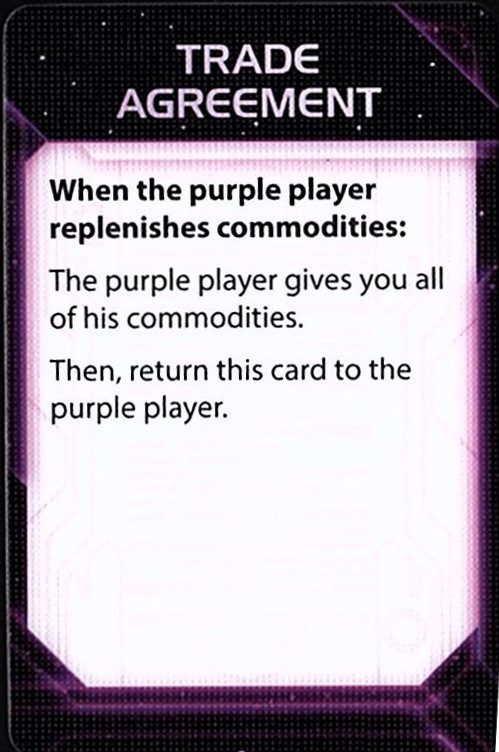 TRADE
AGREEMENT
When the purple player
replenishes commodities:
The purple player gives you all
of his commodities.
Then, return this card to the
purple player.